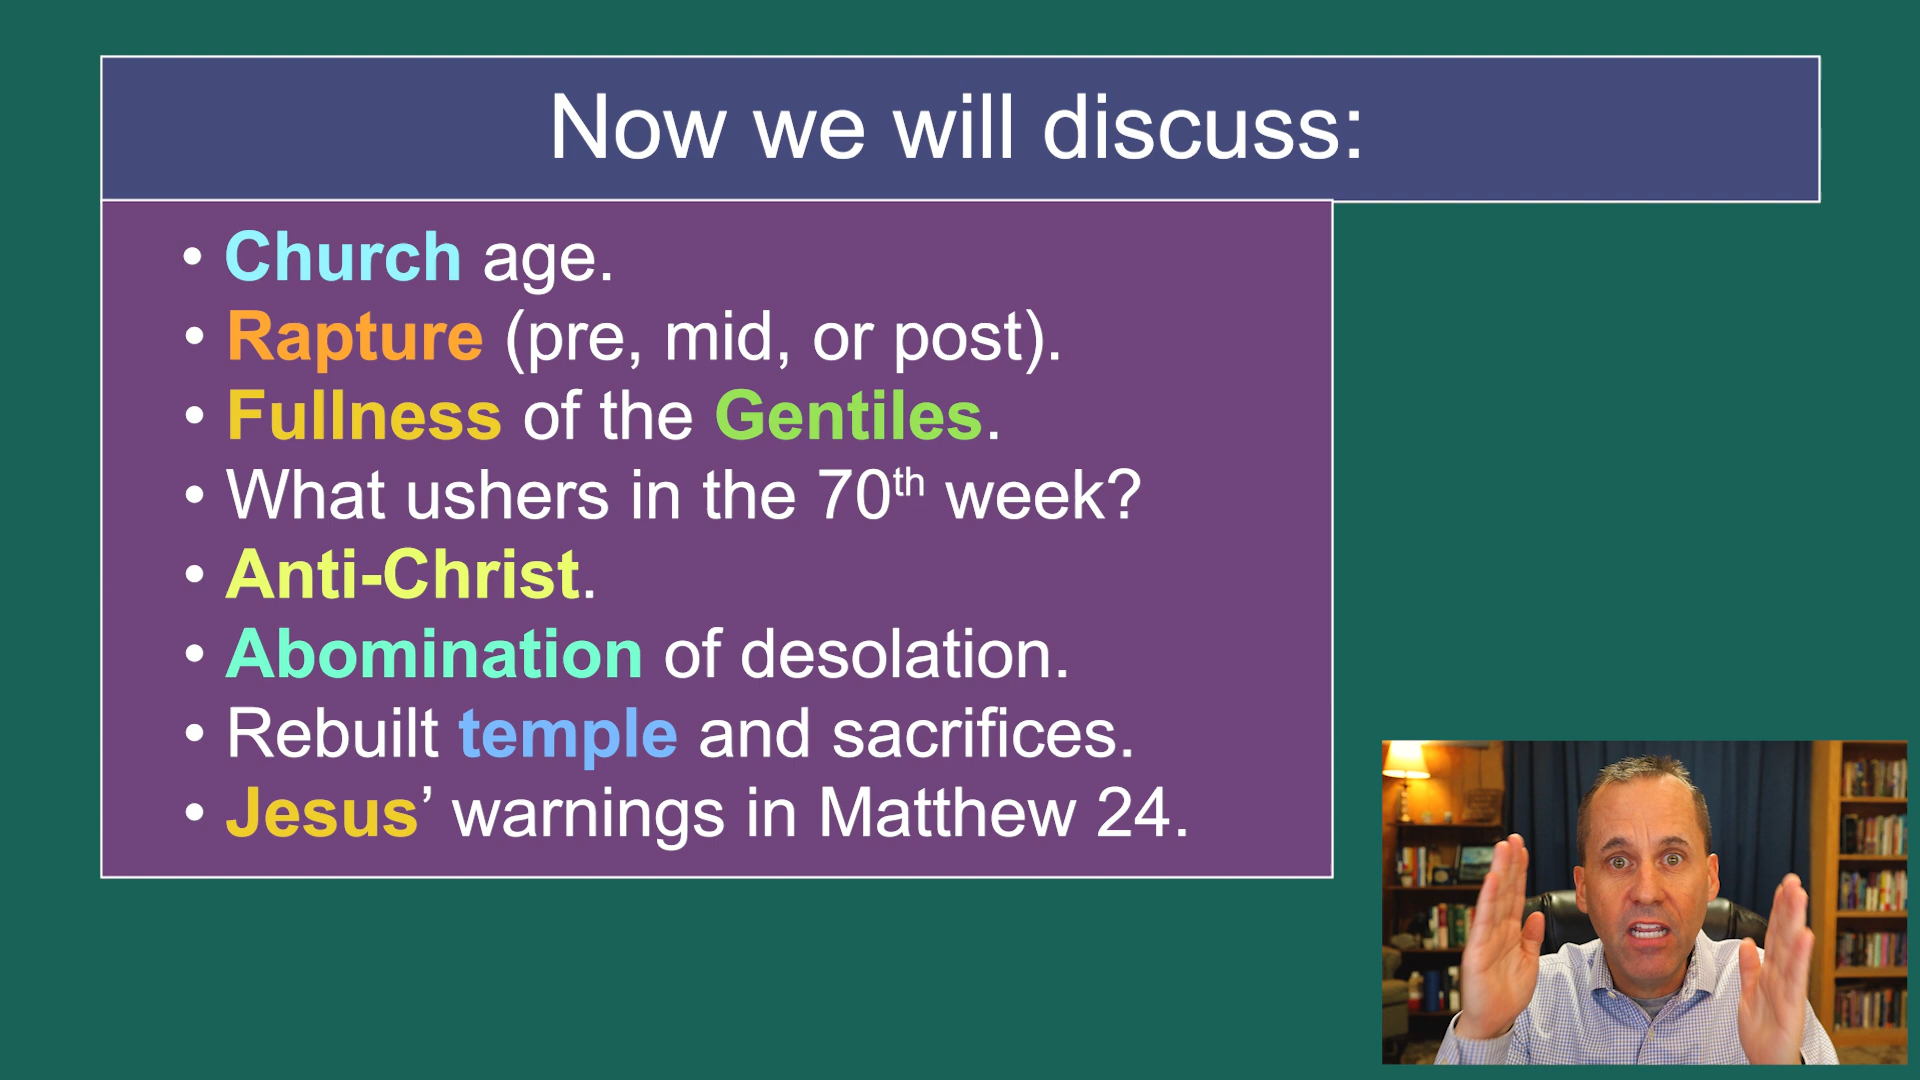 Now we will discuss:
• Church age.
• Rapture (pre, mid, or post).
• Fullness of the Gentiles.
• What ushers in the 70th week?
• Anti-Christ.
• Abomination of desolation.
• Rebuilt temple and sacrifices.
• Jesus’ warnings in Matthew 24.